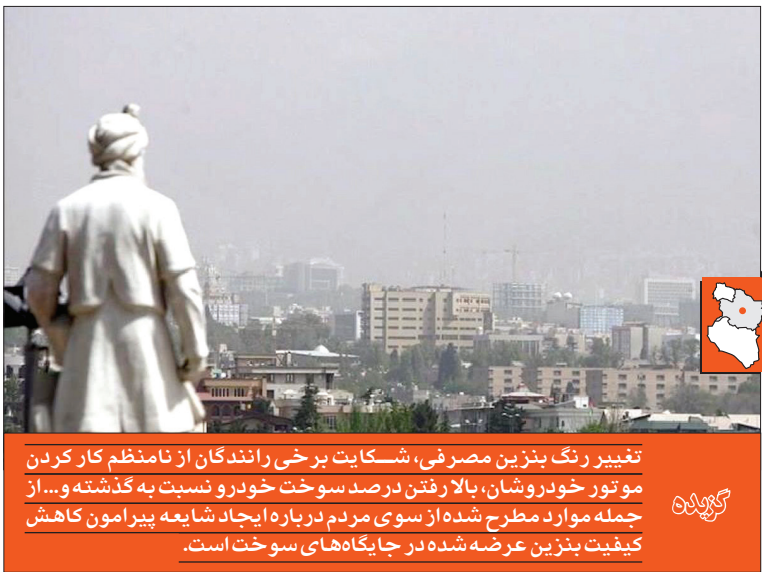 تغییر رنگ بنزین مصرفی، شکایت برخی رانندگان از نامنظم کار کردن
موتور خودروشان، بالا رفتن درصد سوخت خودرو نسبت به گذشته و... از
جمله موارد مطرح شده از سوی مردم درباره ایجاد شایعه پیرامون کاهش
کیفیت بنزین عرضه شده در جایگاه‌های سوخت است.
گزیده